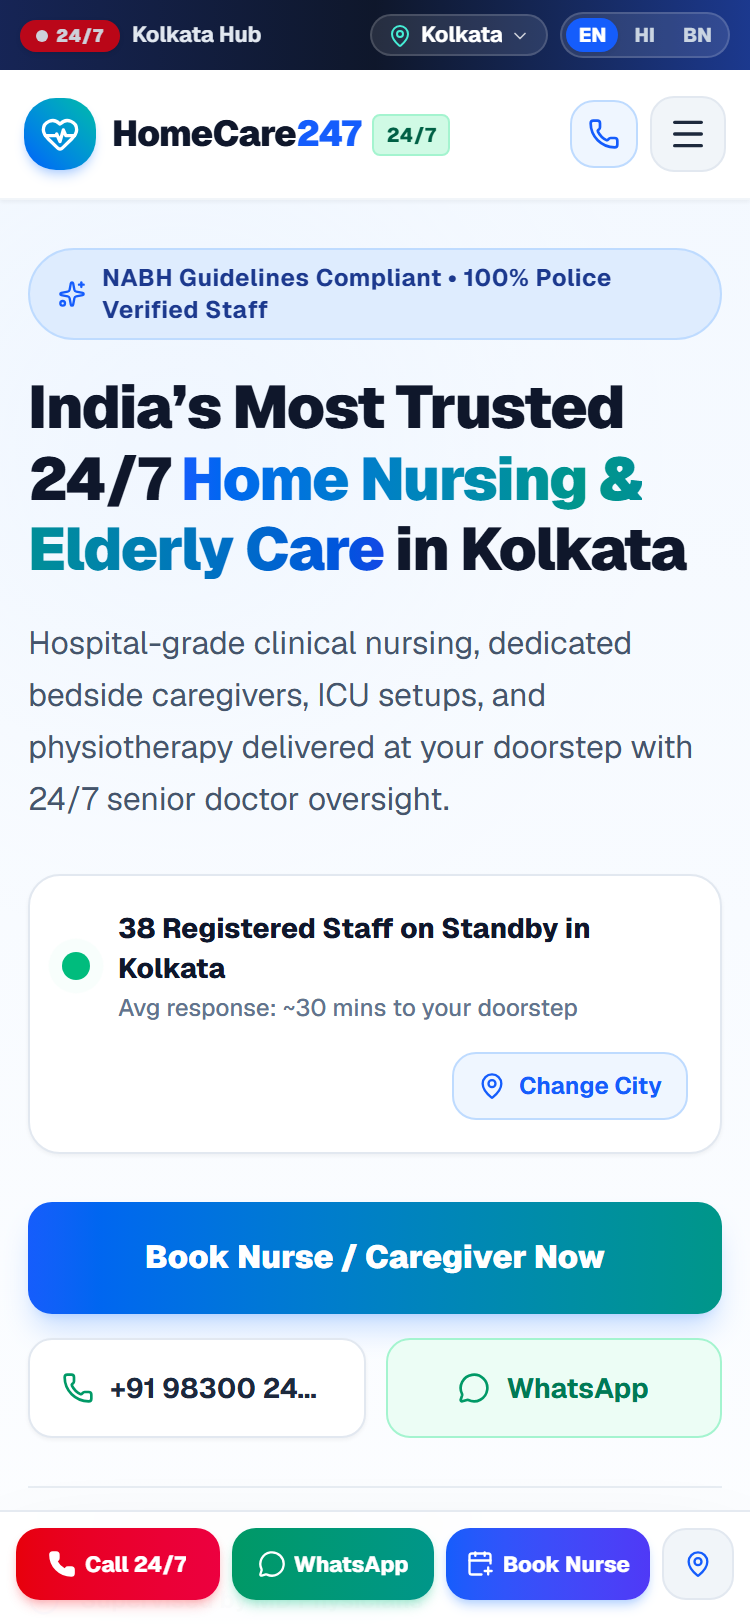 24/7 Kolkata Hub Kolkata EN HI BN
HomeCare247 24/7
NABH Guidelines Compliant • 100% Police
Verified Staff
India’s Most Trusted
24/7 Home Nursing &
Elderly Care in Kolkata
Hospital-grade clinical nursing, dedicated
bedside caregivers, ICU setups, and
physiotherapy delivered at your doorstep with
24/7 senior doctor oversight.
38 Registered Staff on Standby in
Kolkata
Avg response: ~30 mins to your doorstep
Change City
Book Nurse / Caregiver Now
+91 98300 24... WhatsApp
Call 24/7 WhatsApp Book Nurse